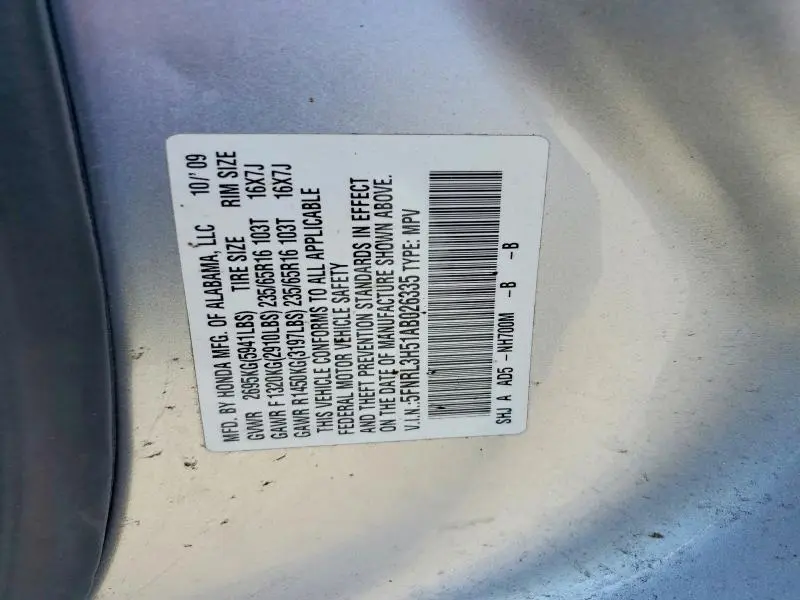 MFD. BY HONDA MFG. OF ALABAMA, LLC 10/'09
GVWR 2695KG(5941LBS) TIRE SIZE RIM SIZE
GAWR F 1320KG(2910LBS) 235/65R16 103T 16X7J
GAWR R 1450KG(3197LBS) 235/65R16 103T 16X7J
THIS VEHICLE CONFORMS TO ALL APPLICABLE
FEDERAL MOTOR VEHICLE SAFETY
AND THEFT PREVENTION STANDARDS IN EFFECT
ON THE DATE OF MANUFACTURE SHOWN ABOVE.
V.I.N.:5FNRL3H51AB026335 TYPE: MPV
SHJ A AD5 -NH700M -B -B